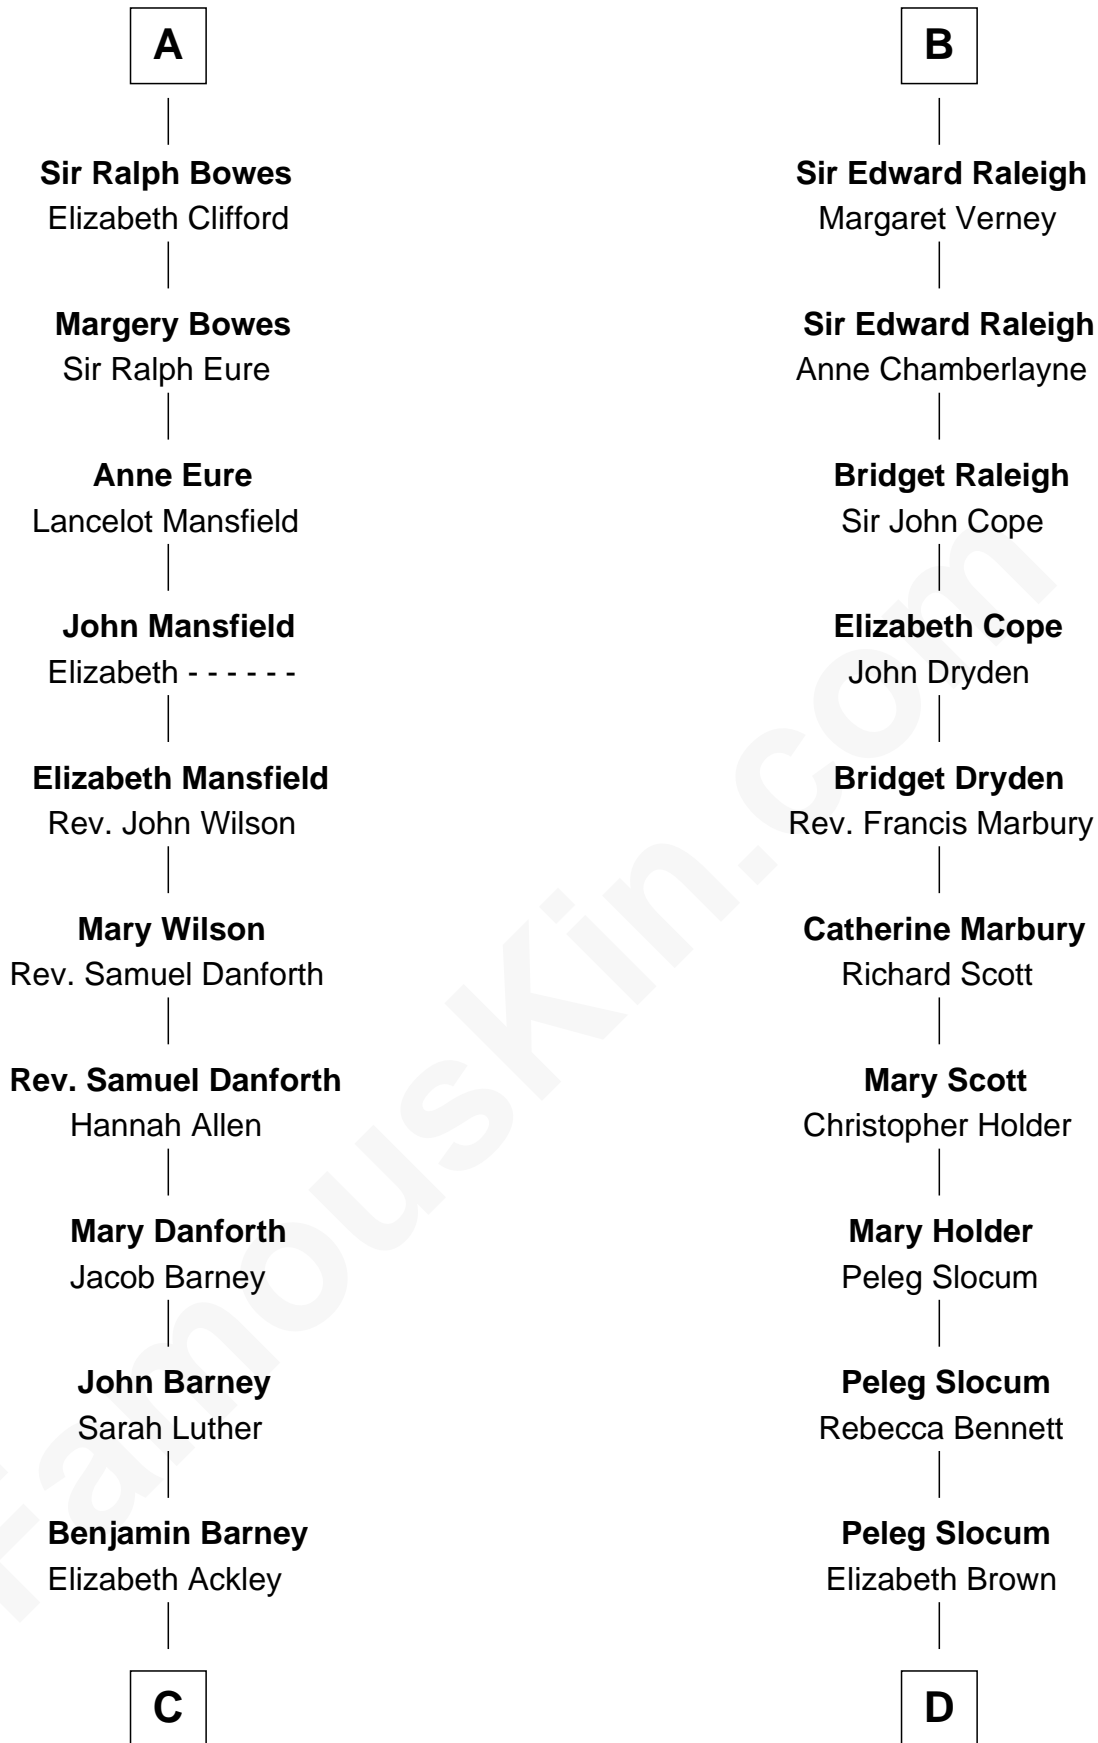 A
Sir Ralph Bowes
Elizabeth Clifford
Margery Bowes
Sir Ralph Eure
Anne Eure
Lancelot Mansfield
John Mansfield
Elizabeth - - - - - -
Elizabeth Mansfield
Rev. John Wilson
Mary Wilson
Rev. Samuel Danforth
Rev. Samuel Danforth
Hannah Allen
Mary Danforth
Jacob Barney
John Barney
Sarah Luther
Benjamin Barney
Elizabeth Ackley
C
B
Sir Edward Raleigh
Margaret Verney
Sir Edward Raleigh
Anne Chamberlayne
Bridget Raleigh
Sir John Cope
Elizabeth Cope
John Dryden
Bridget Dryden
Rev. Francis Marbury
Catherine Marbury
Richard Scott
Mary Scott
Christopher Holder
Mary Holder
Peleg Slocum
Peleg Slocum
Rebecca Bennett
Peleg Slocum
Elizabeth Brown
D
FamousKin.com